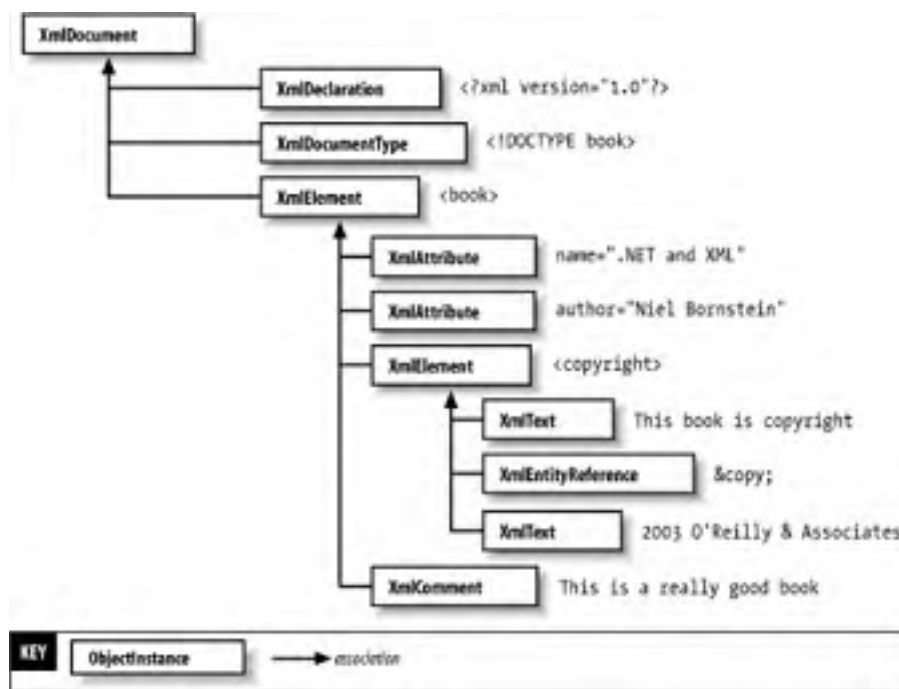 XmlDocument
XmlDeclaration <?xml version="1.0"?>
XmlDocumentType <!DOCTYPE book>
XmlElement <book>
XmlAttribute name=".NET and XML"
XmlAttribute author="Niel Bornstein"
XmlElement <copyright>
XmlText This book is copyright
XmlEntityReference &copy;
XmlText 2003 O'Reilly & Associates
XmlComment This is a really good book
KEY ObjectInstance association